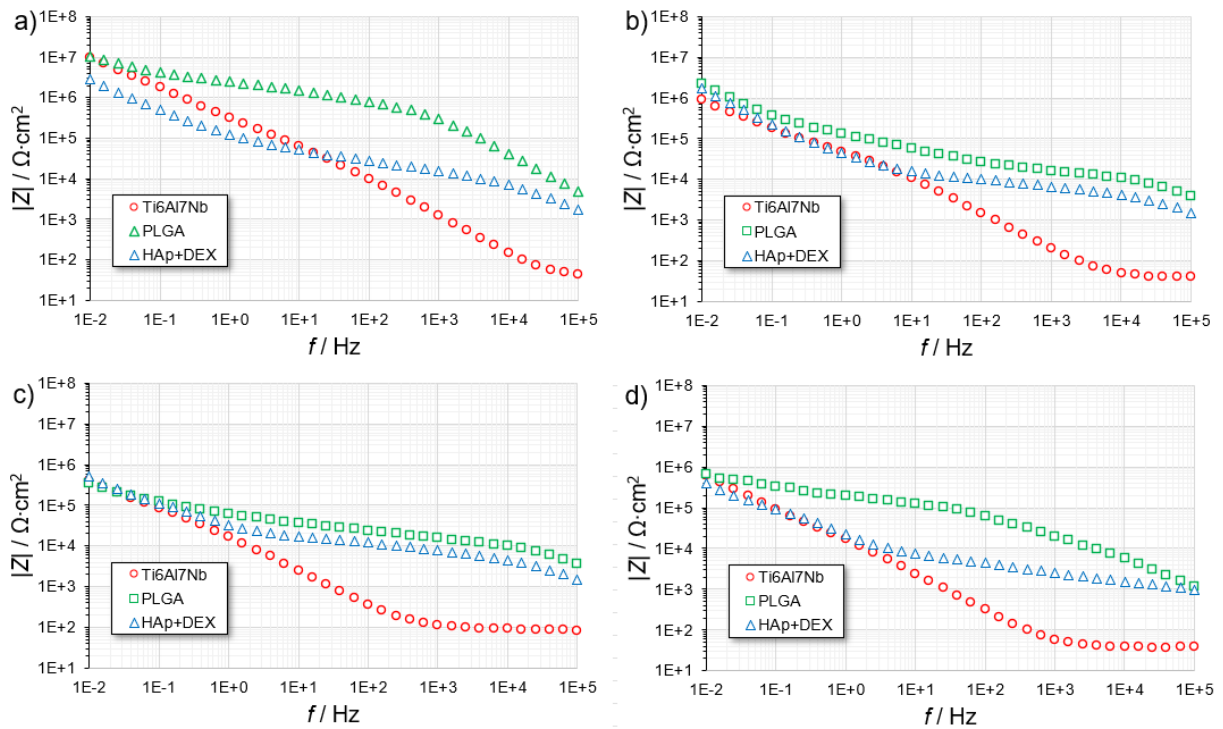 a)
|Z| / Ω·cm²
1E+8
1E+7
1E+6
1E+5
1E+4
1E+3
1E+2
1E+1
Ti6Al7Nb
PLGA
HAp+DEX
1E-2 1E-1 1E+0 1E+1 1E+2 1E+3 1E+4 1E+5
f / Hz
b)
|Z| / Ω·cm²
1E+8
1E+7
1E+6
1E+5
1E+4
1E+3
1E+2
1E+1
Ti6Al7Nb
PLGA
HAp+DEX
1E-2 1E-1 1E+0 1E+1 1E+2 1E+3 1E+4 1E+5
f / Hz
c)
|Z| / Ω·cm²
1E+8
1E+7
1E+6
1E+5
1E+4
1E+3
1E+2
1E+1
Ti6Al7Nb
PLGA
HAp+DEX
1E-2 1E-1 1E+0 1E+1 1E+2 1E+3 1E+4 1E+5
f / Hz
d)
|Z| / Ω·cm²
1E+8
1E+7
1E+6
1E+5
1E+4
1E+3
1E+2
1E+1
Ti6Al7Nb
PLGA
HAp+DEX
1E-2 1E-1 1E+0 1E+1 1E+2 1E+3 1E+4 1E+5
f / Hz